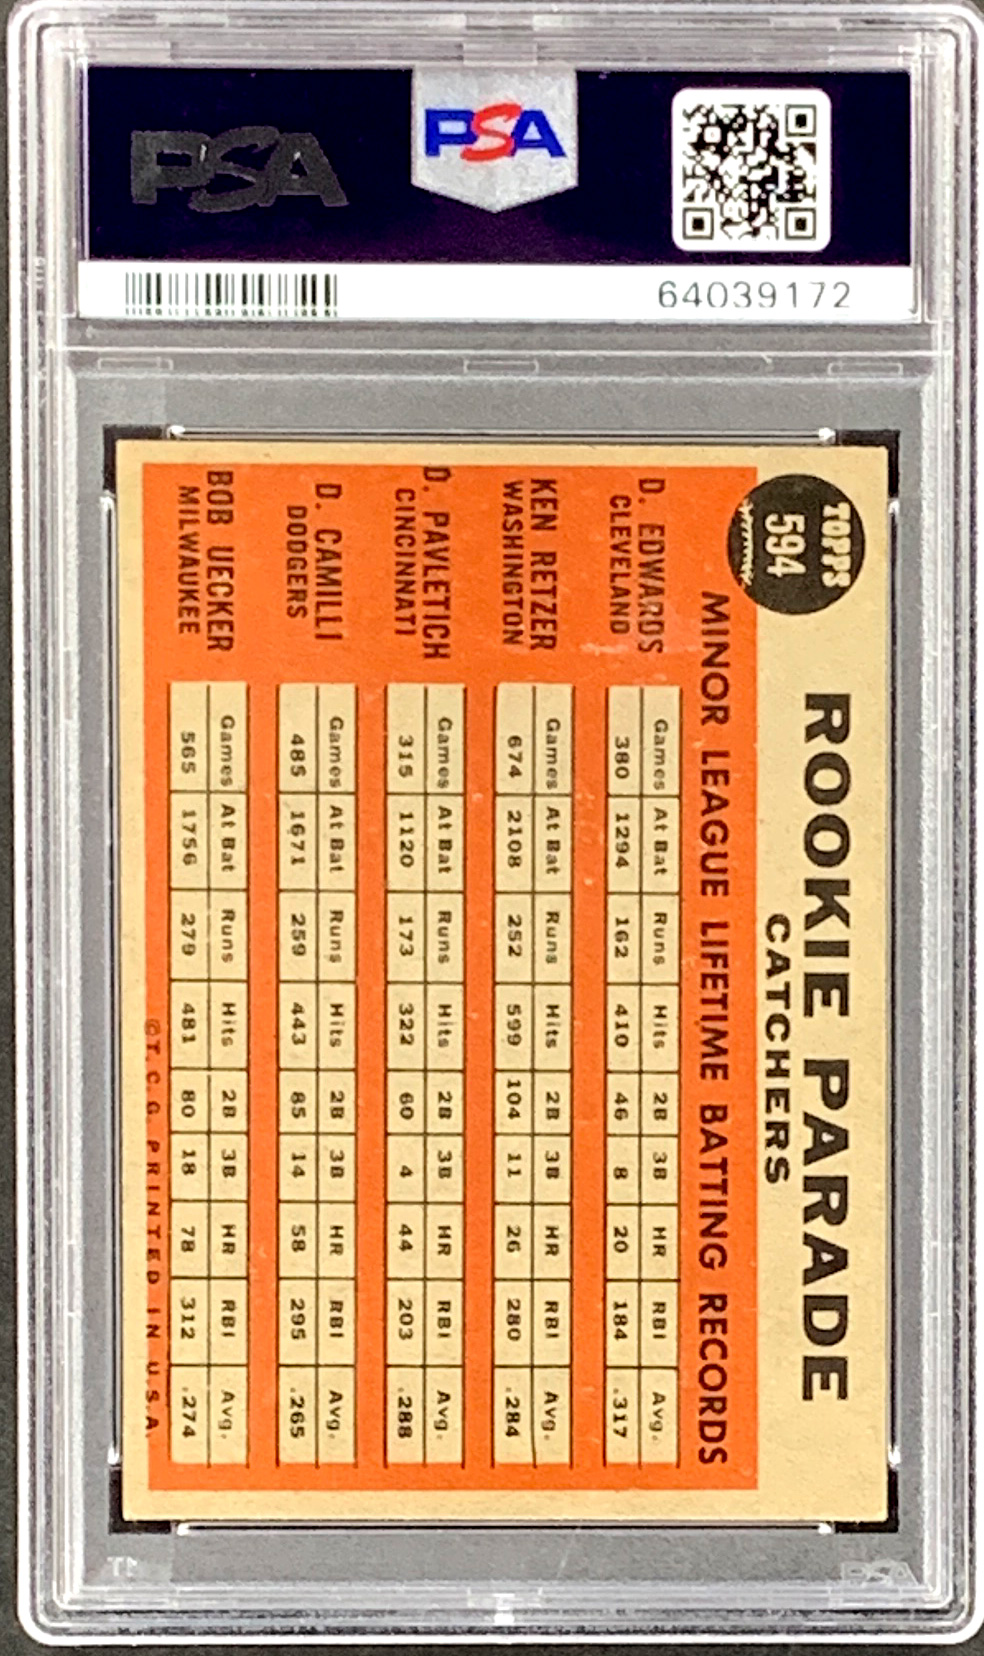 PSA
PSA
64039172
TOPPS
594
ROOKIE PARADE
CATCHERS
MINOR LEAGUE LIFETIME BATTING RECORDS
D. EDWARDS
CLEVELAND
Games At Bat Runs Hits 2B 3B HR RBI Avg.
380 1294 162 410 46 8 20 184 .317
KEN RETZER
WASHINGTON
Games At Bat Runs Hits 2B 3B HR RBI Avg.
674 2108 252 599 104 11 26 280 .284
D. PAVLETICH
CINCINNATI
Games At Bat Runs Hits 2B 3B HR RBI Avg.
315 1120 173 322 60 4 44 203 .288
D. CAMILLI
DODGERS
Games At Bat Runs Hits 2B 3B HR RBI Avg.
485 1671 259 443 85 14 58 295 .265
BOB UECKER
MILWAUKEE
Games At Bat Runs Hits 2B 3B HR RBI Avg.
565 1756 279 481 80 18 78 312 .274
©T.C.G. PRINTED IN U.S.A.
PSA